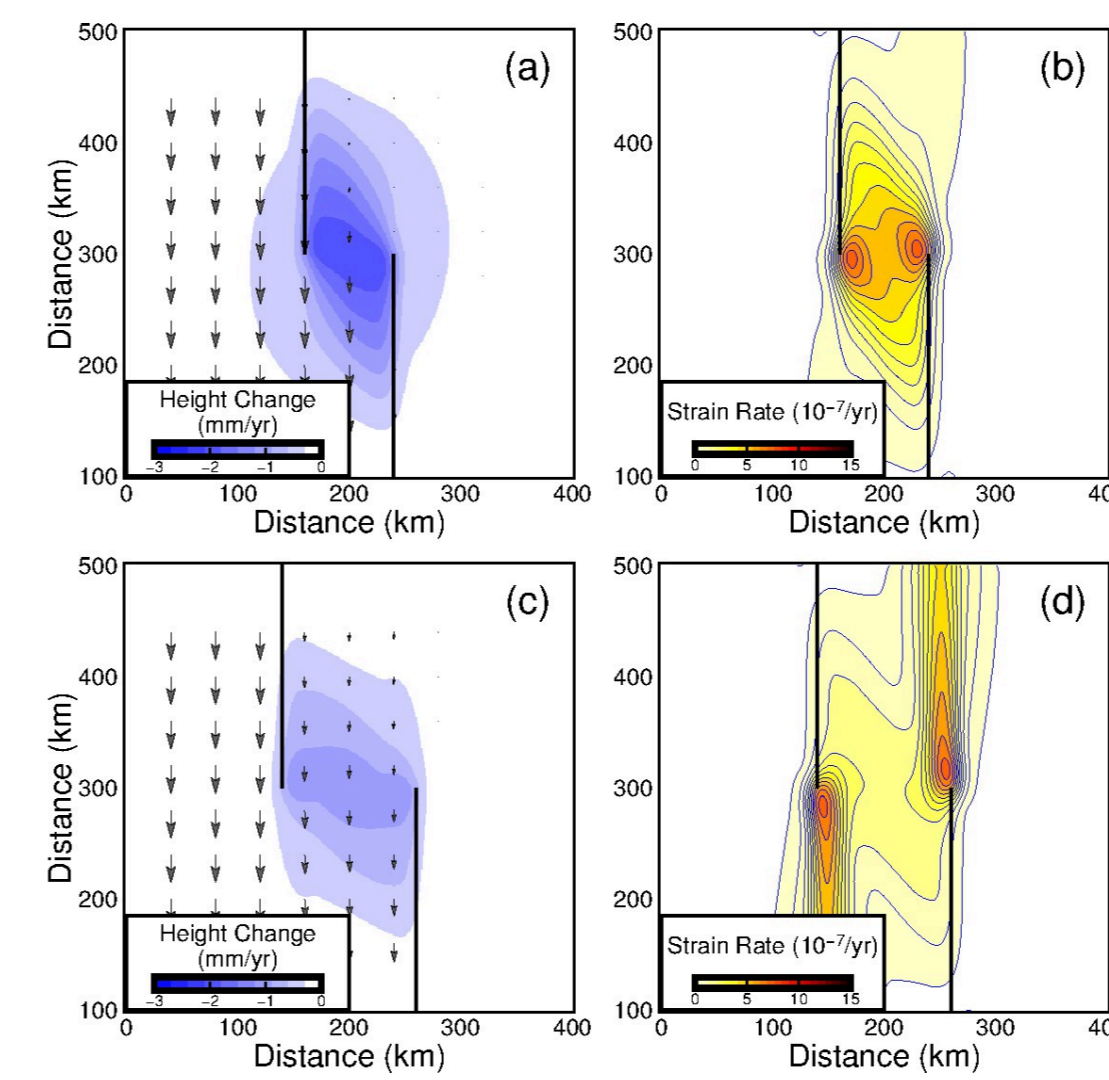 500
(a)
400
300
200
100
Distance (km)
Height Change
(mm/yr)
−3 −2 −1 0
0 100 200 300 400
Distance (km)
500
(b)
400
300
200
100
Strain Rate (10⁻⁷/yr)
0 5 10 15
0 100 200 300 40
Distance (km)
500
(c)
400
300
200
100
Distance (km)
Height Change
(mm/yr)
−3 −2 −1 0
0 100 200 300 400
Distance (km)
500
(d)
400
300
200
100
Strain Rate (10⁻⁷/yr)
0 5 10 15
0 100 200 300 40
Distance (km)